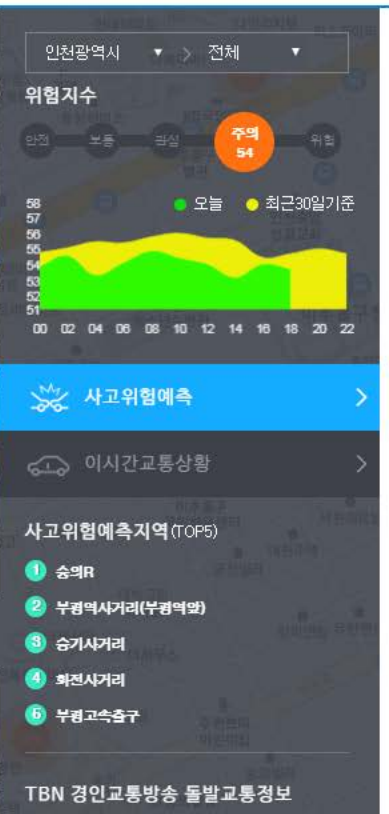 인천광역시 ▼ > 전체 ▼
위험지수
안전 보통 관심 주의 54 위험
오늘 최근30일기준
58
57
56
55
54
53
52
51
00 02 04 06 08 10 12 14 16 18 20 22
사고위험예측 >
이시간교통상황 >
사고위험예측지역(TOP5)
1 숭의R
2 부평역사거리(부평역앞)
3 승기사거리
4 화전사거리
5 부평고속출구
TBN 경인교통방송 돌발교통정보